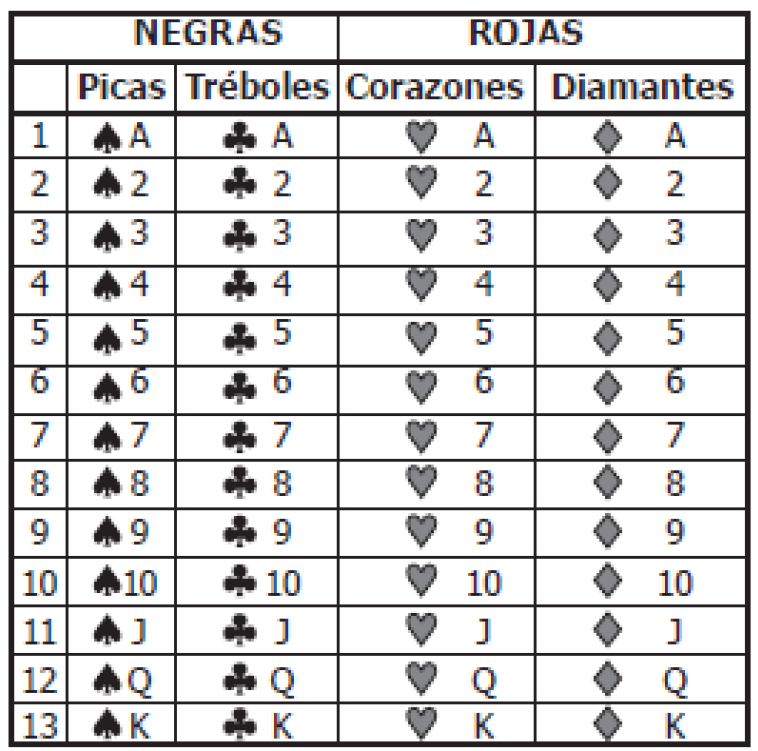 NEGRAS ROJAS
Picas Tréboles Corazones Diamantes
1 ♠ A ♣ A ♥ A ♦ A
2 ♠ 2 ♣ 2 ♥ 2 ♦ 2
3 ♠ 3 ♣ 3 ♥ 3 ♦ 3
4 ♠ 4 ♣ 4 ♥ 4 ♦ 4
5 ♠ 5 ♣ 5 ♥ 5 ♦ 5
6 ♠ 6 ♣ 6 ♥ 6 ♦ 6
7 ♠ 7 ♣ 7 ♥ 7 ♦ 7
8 ♠ 8 ♣ 8 ♥ 8 ♦ 8
9 ♠ 9 ♣ 9 ♥ 9 ♦ 9
10 ♠ 10 ♣ 10 ♥ 10 ♦ 10
11 ♠ J ♣ J ♥ J ♦ J
12 ♠ Q ♣ Q ♥ Q ♦ Q
13 ♠ K ♣ K ♥ K ♦ K